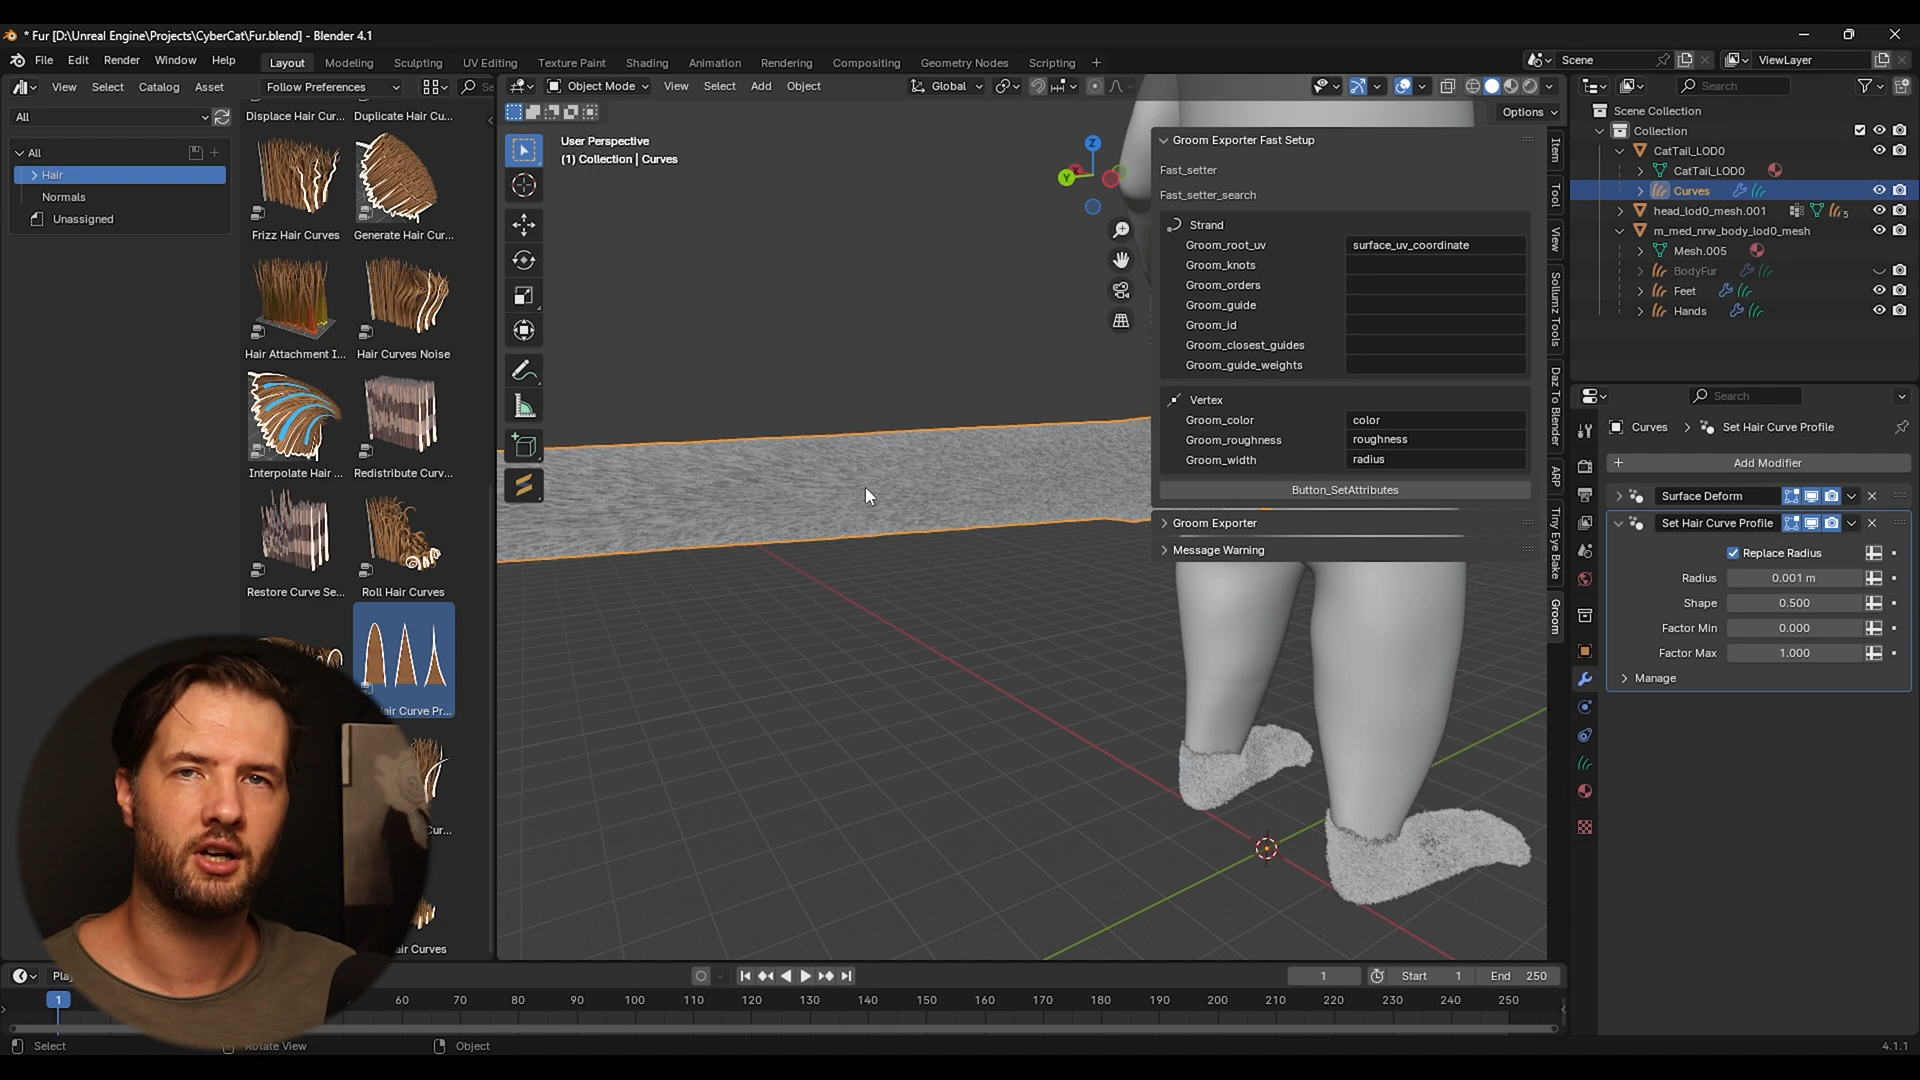 * Fur [D:\Unreal Engine\Projects\CyberCat\Fur.blend] - Blender 4.1
File Edit Render Window Help
Layout Modeling Sculpting UV Editing Texture Paint Shading Animation Rendering Compositing Geometry Nodes Scripting +
Scene ViewLayer
View Select Catalog Asset Follow Preferences Se
Object Mode View Select Add Object Global
Search
All
Options
All
Hair
Normals
Unassigned
Displace Hair Cur... Duplicate Hair Cu...
Frizz Hair Curves Generate Hair Cur...
Hair Attachment I... Hair Curves Noise
Interpolate Hair ... Redistribute Curv...
Restore Curve Se... Roll Hair Curves
air Curve Pr...
Cur...
air Curves
User Perspective
(1) Collection | Curves
Z
Y
Groom Exporter Fast Setup
Fast_setter
Fast_setter_search
Strand
Groom_root_uv surface_uv_coordinate
Groom_knots
Groom_orders
Groom_guide
Groom_id
Groom_closest_guides
Groom_guide_weights
Vertex
Groom_color color
Groom_roughness roughness
Groom_width radius
Button_SetAttributes
Groom Exporter
Message Warning
Item
Tool
View
Sollumz Tools
Daz To Blender
ARP
Tiny Eye Bake
Groom
Scene Collection
Collection
CatTail_LOD0
CatTail_LOD0
Curves
head_lod0_mesh.001 5
m_med_nrw_body_lod0_mesh
Mesh.005
BodyFur
Feet
Hands
Search
Curves > Set Hair Curve Profile
+ Add Modifier
Surface Deform
Set Hair Curve Profile
Replace Radius
Radius 0.001 m
Shape 0.500
Factor Min 0.000
Factor Max 1.000
Manage
Play
1 Start 1 End 250
1 60 70 80 90 100 110 120 130 140 150 160 170 180 190 200 210 220 230 240 250
Select Rotate View Object 4.1.1